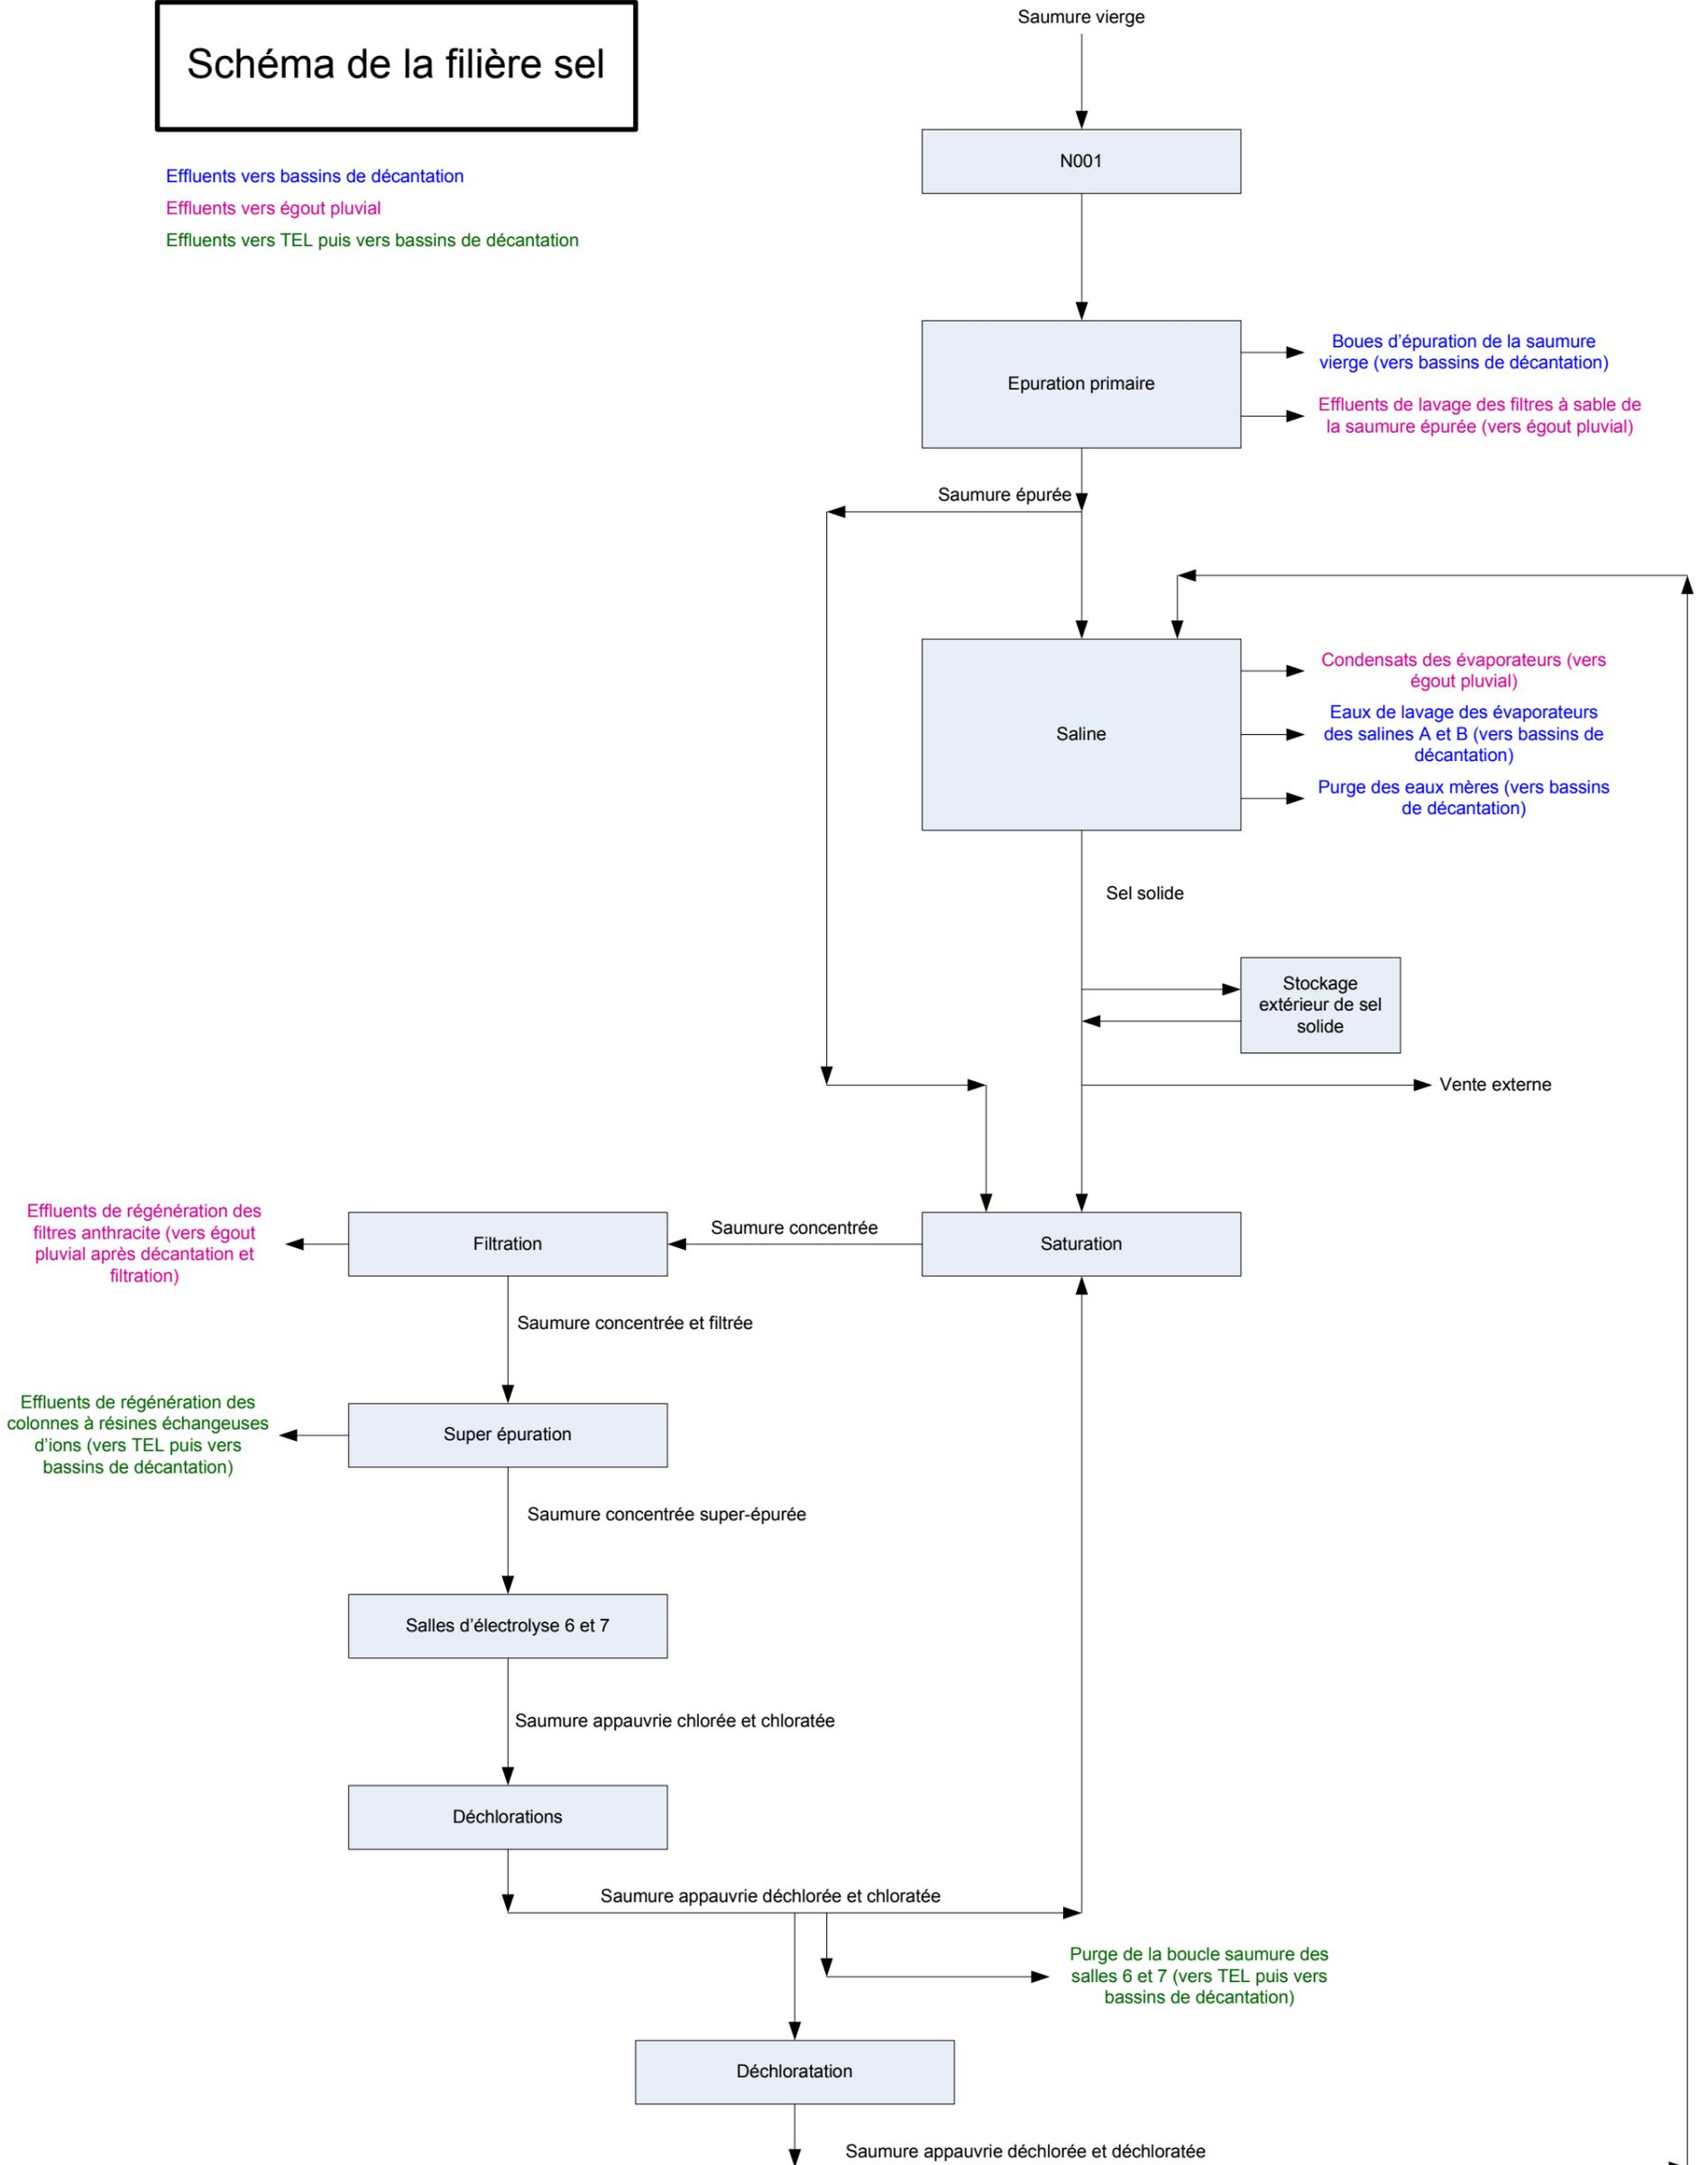 Schéma de la filière sel
Effluents vers bassins de décantation
Effluents vers égout pluvial
Effluents vers TEL puis vers bassins de décantation
Saumure vierge
N001
Epuration primaire
Boues d'épuration de la saumure
vierge (vers bassins de décantation)
Effluents de lavage des filtres à sable de
la saumure épurée (vers égout pluvial)
Saumure épurée
Saline
Condensats des évaporateurs (vers
égout pluvial)
Eaux de lavage des évaporateurs
des salines A et B (vers bassins de
décantation)
Purge des eaux mères (vers bassins
de décantation)
Sel solide
Stockage
extérieur de sel
solide
Vente externe
Effluents de régénération des
filtres anthracite (vers égout
pluvial après décantation et
filtration)
Filtration
Saumure concentrée
Saturation
Saumure concentrée et filtrée
Effluents de régénération des
colonnes à résines échangeuses
d'ions (vers TEL puis vers
bassins de décantation)
Super épuration
Saumure concentrée super-épurée
Salles d'électrolyse 6 et 7
Saumure appauvrie chlorée et chloratée
Déchlorations
Saumure appauvrie déchlorée et chloratée
Purge de la boucle saumure des
salles 6 et 7 (vers TEL puis vers
bassins de décantation)
Déchloratation
Saumure appauvrie déchlorée et déchloratée